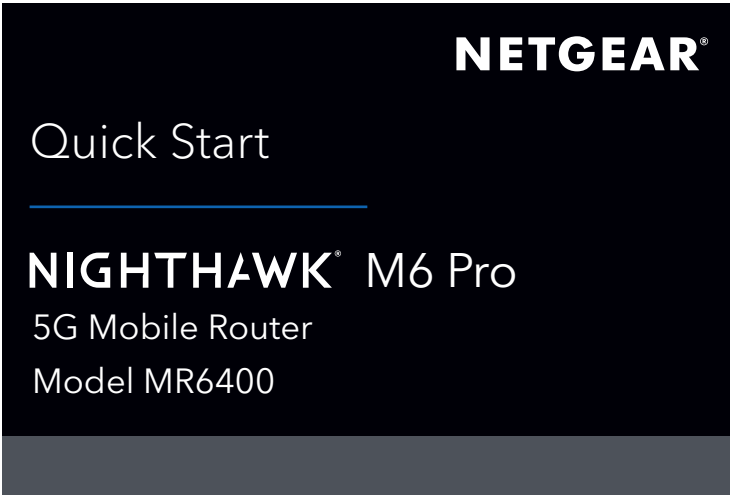 NETGEAR®
Quick Start
NIGHTHAWK® M6 Pro
5G Mobile Router
Model MR6400